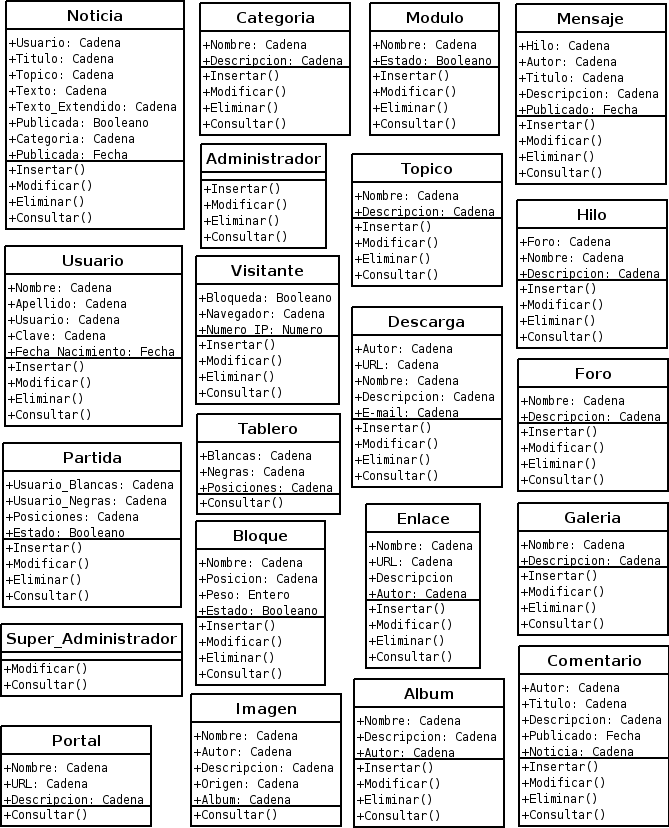 Noticia
+Usuario: Cadena
+Titulo: Cadena
+Topico: Cadena
+Texto: Cadena
+Texto_Extendido: Cadena
+Publicada: Booleano
+Categoria: Cadena
+Publicada: Fecha
+Insertar()
+Modificar()
+Eliminar()
+Consultar()
Categoria
+Nombre: Cadena
+Descripcion: Cadena
+Insertar()
+Modificar()
+Eliminar()
+Consultar()
Modulo
+Nombre: Cadena
+Estado: Booleano
+Insertar()
+Modificar()
+Eliminar()
+Consultar()
Mensaje
+Hilo: Cadena
+Autor: Cadena
+Titulo: Cadena
+Descripcion: Cadena
+Publicado: Fecha
+Insertar()
+Modificar()
+Eliminar()
+Consultar()
Administrador
+Insertar()
+Modificar()
+Eliminar()
+Consultar()
Topico
+Nombre: Cadena
+Descripcion: Cadena
+Insertar()
+Modificar()
+Eliminar()
+Consultar()
Hilo
+Foro: Cadena
+Nombre: Cadena
+Descripcion: Cadena
+Insertar()
+Modificar()
+Eliminar()
+Consultar()
Usuario
+Nombre: Cadena
+Apellido: Cadena
+Usuario: Cadena
+Clave: Cadena
+Fecha_Nacimiento: Fecha
+Insertar()
+Modificar()
+Eliminar()
+Consultar()
Visitante
+Bloqueda: Booleano
+Navegador: Cadena
+Numero_IP: Numero
+Insertar()
+Modificar()
+Eliminar()
+Consultar()
Descarga
+Autor: Cadena
+URL: Cadena
+Nombre: Cadena
+Descripcion: Cadena
+E-mail: Cadena
+Insertar()
+Modificar()
+Eliminar()
+Consultar()
Foro
+Nombre: Cadena
+Descripcion: Cadena
+Insertar()
+Modificar()
+Eliminar()
+Consultar()
Tablero
+Blancas: Cadena
+Negras: Cadena
+Posiciones: Cadena
+Consultar()
Partida
+Usuario_Blancas: Cadena
+Usuario_Negras: Cadena
+Posiciones: Cadena
+Estado: Booleano
+Insertar()
+Modificar()
+Eliminar()
+Consultar()
Bloque
+Nombre: Cadena
+Posicion: Cadena
+Peso: Entero
+Estado: Booleano
+Insertar()
+Modificar()
+Eliminar()
+Consultar()
Enlace
+Nombre: Cadena
+URL: Cadena
+Descripcion
+Autor: Cadena
+Insertar()
+Modificar()
+Eliminar()
+Consultar()
Galeria
+Nombre: Cadena
+Descripcion: Cadena
+Insertar()
+Modificar()
+Eliminar()
+Consultar()
Super_Administrador
+Modificar()
+Consultar()
Comentario
+Autor: Cadena
+Titulo: Cadena
+Descripcion: Cadena
+Publicado: Fecha
+Noticia: Cadena
+Insertar()
+Modificar()
+Eliminar()
+Consultar()
Album
+Nombre: Cadena
+Descripcion: Cadena
+Autor: Cadena
+Insertar()
+Modificar()
+Eliminar()
+Consultar()
Imagen
+Nombre: Cadena
+Autor: Cadena
+Descripcion: Cadena
+Origen: Cadena
+Album: Cadena
+Consultar()
Portal
+Nombre: Cadena
+URL: Cadena
+Descripcion: Cadena
+Consultar()